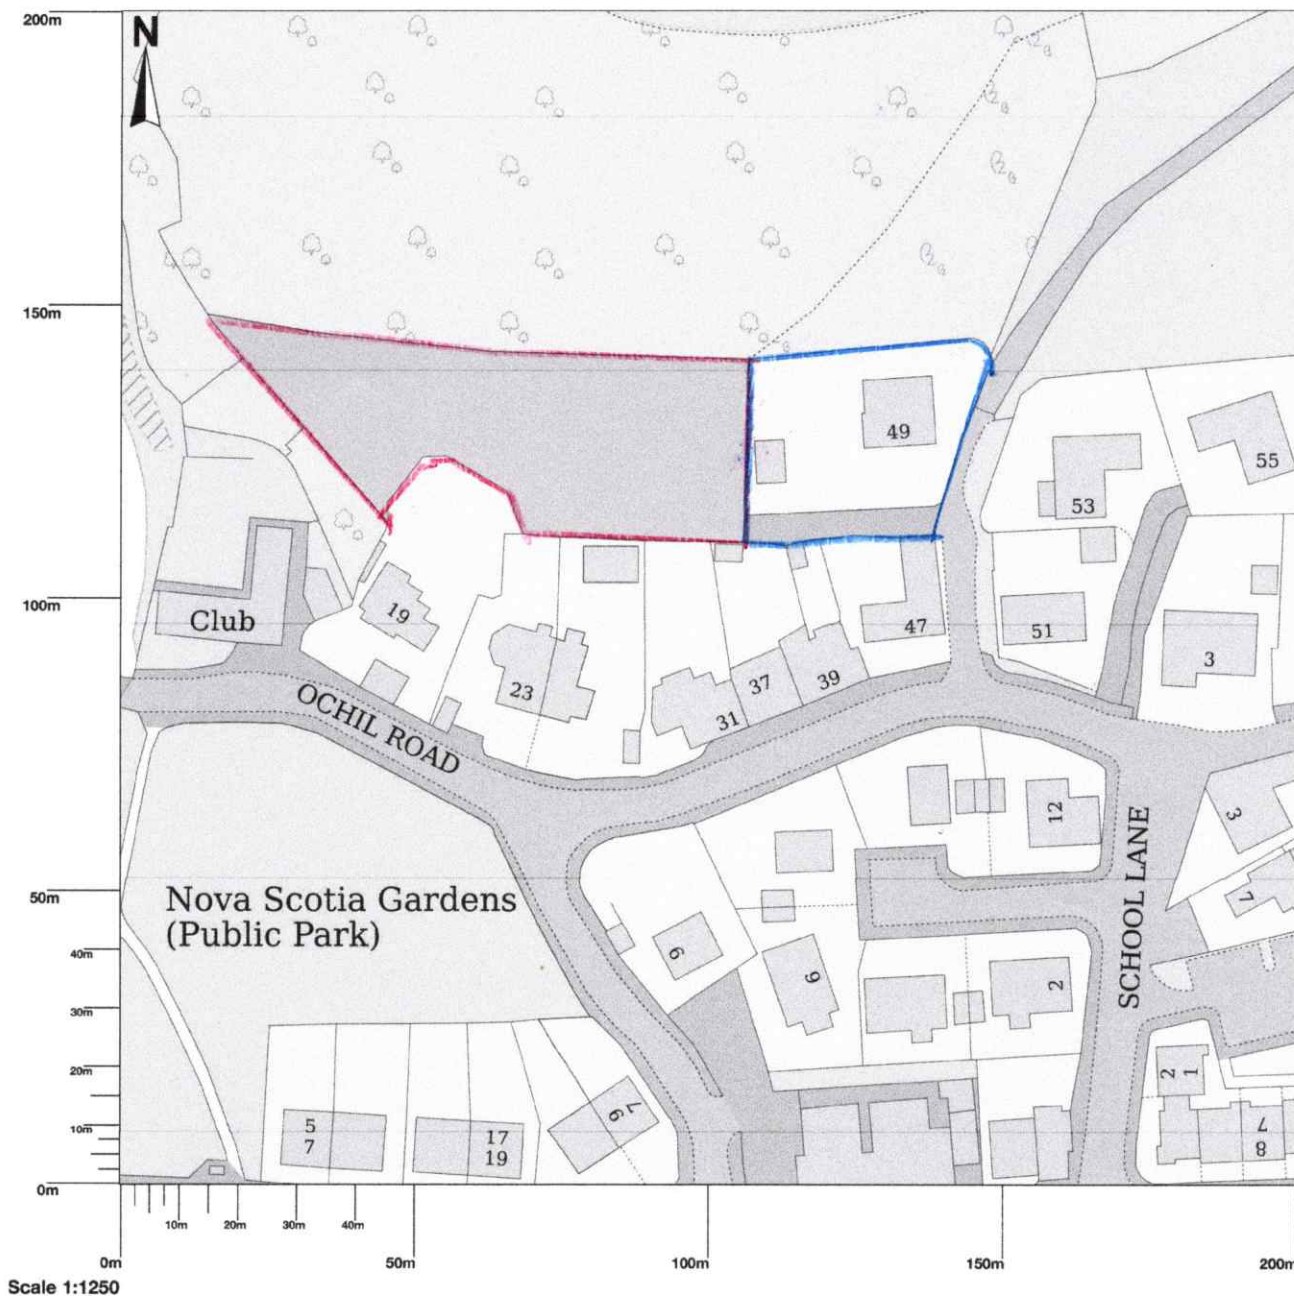 200m
N
150m
49
55
53
100m
Club
19
47
51
3
23
37
39
31
OCHIL ROAD
12
3
SCHOOL LANE
7
50m
Nova Scotia Gardens
(Public Park)
40m
6
9
2
30m
20m
2 1
10m
5
7
17
19
7
9
7
8
0m
10m
20m
30m
40m
0m
50m
100m
150m
200m
Scale 1:1250